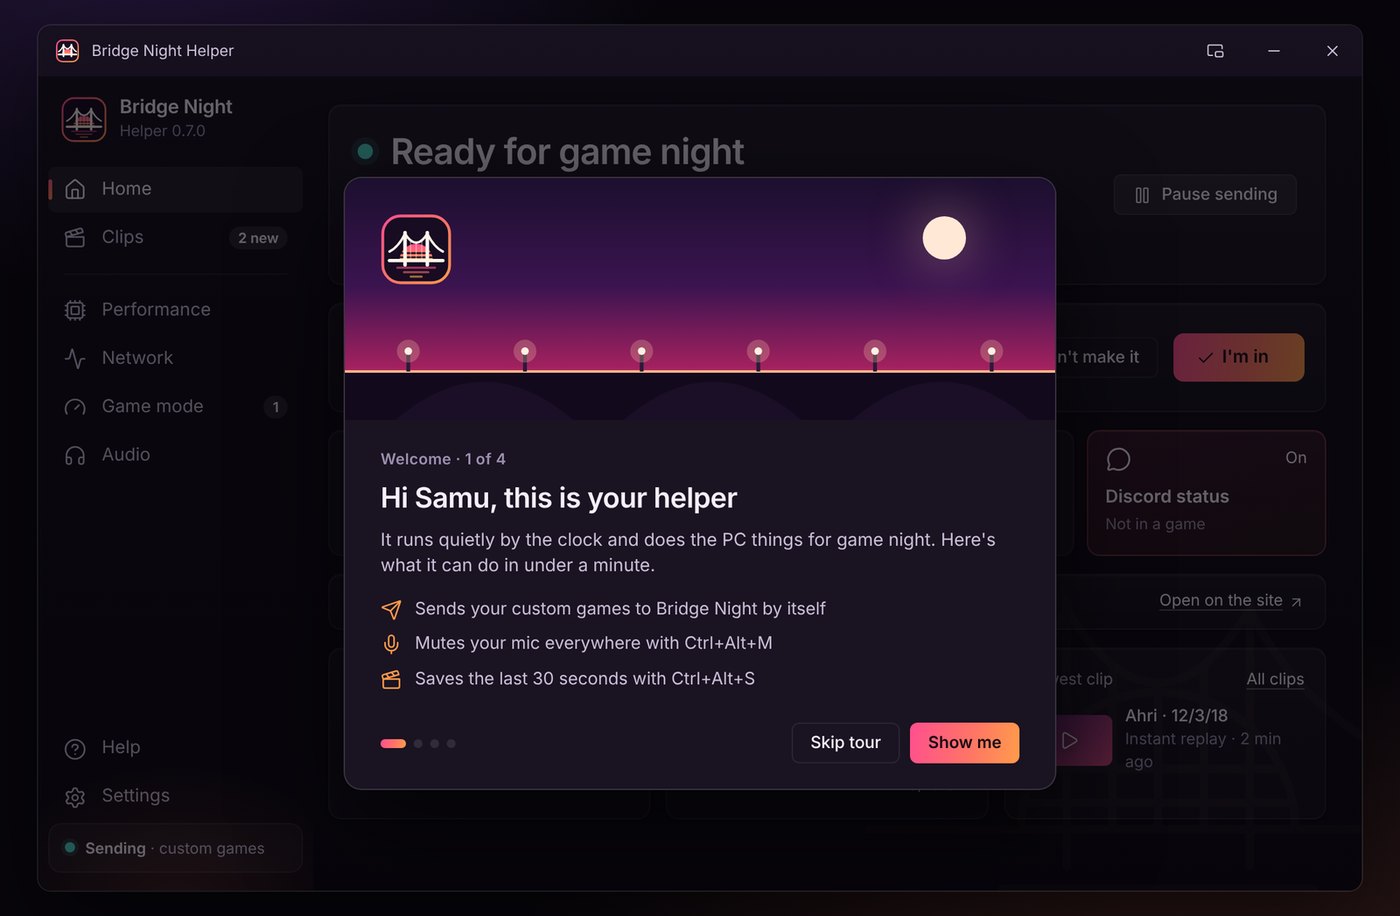 Bridge Night Helper
Bridge Night
Helper 0.7.0
Home
Clips
2 new
Performance
Network
Game mode
1
Audio
Help
Settings
Sending · custom games
Ready for game night
Pause sending
n't make it
I'm in
On
Discord status
Not in a game
Open on the site
clip
All clips
Ahri · 12/3/18
Instant replay · 2 min
ago
Welcome · 1 of 4
Hi Samu, this is your helper
It runs quietly by the clock and does the PC things for game night. Here's
what it can do in under a minute.
Sends your custom games to Bridge Night by itself
Mutes your mic everywhere with Ctrl+Alt+M
Saves the last 30 seconds with Ctrl+Alt+S
Skip tour
Show me